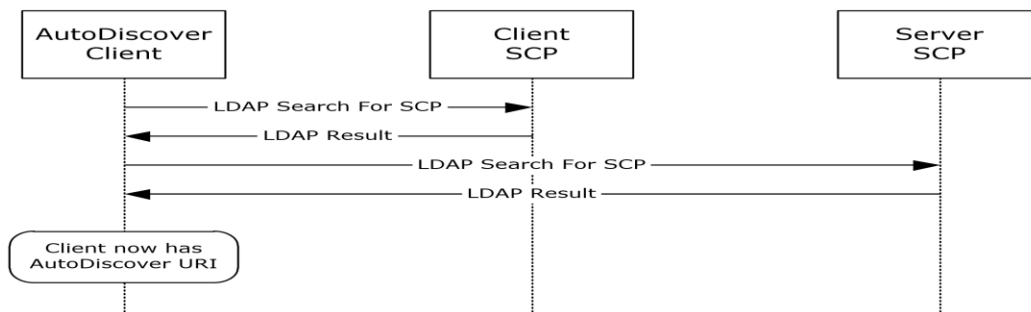 AutoDiscover
Client
Client
SCP
Server
SCP
LDAP Search For SCP
LDAP Result
LDAP Search For SCP
LDAP Result
Client now has
AutoDiscover URI